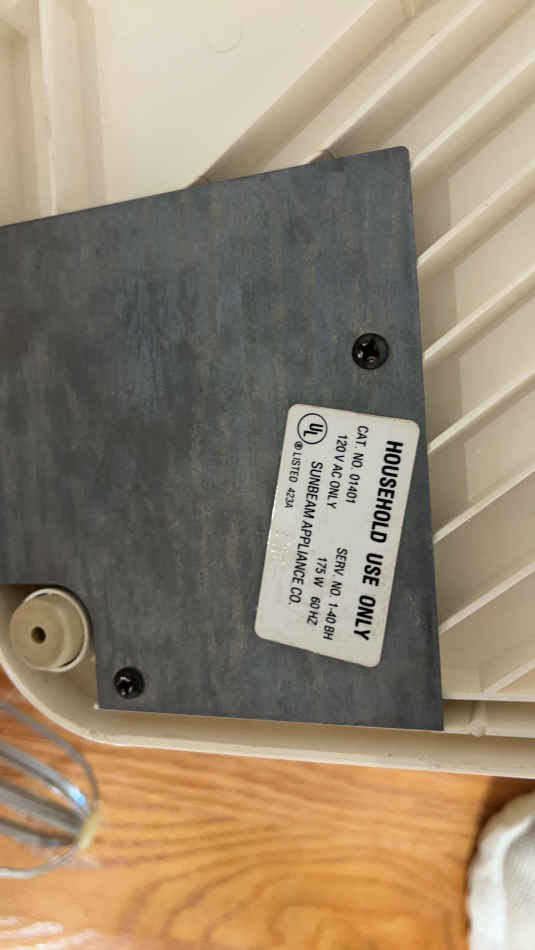 HOUSEHOLD USE ONLY
CAT. NO. 01401 SERV. NO. 1-40 BH
120 V AC ONLY 175 W 60 HZ
SUNBEAM APPLIANCE CO.
UL ® LISTED 423A